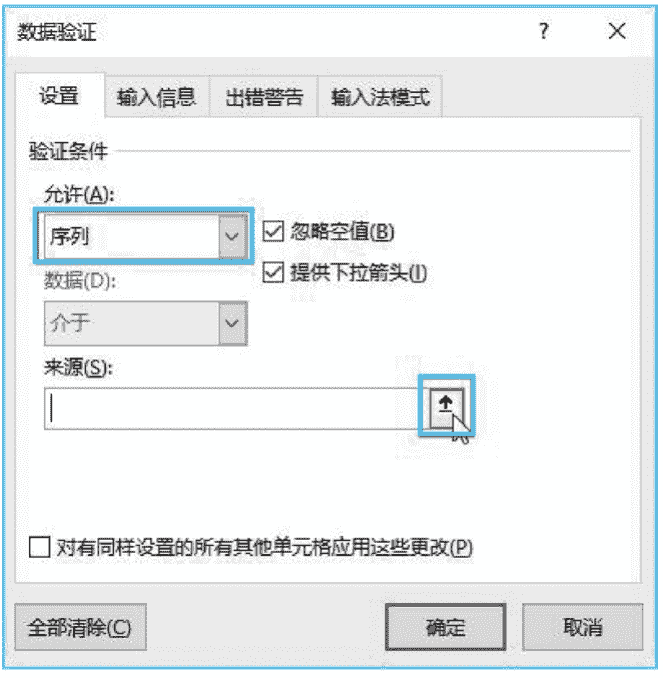 数据验证 ?
设置 输入信息 出错警告 输入法模式
验证条件
允许(A):
序列 忽略空值(B)
数据(D): 提供下拉箭头(I)
介于
来源(S):
对有同样设置的所有其他单元格应用这些更改(P)
全部清除(C) 确定 取消